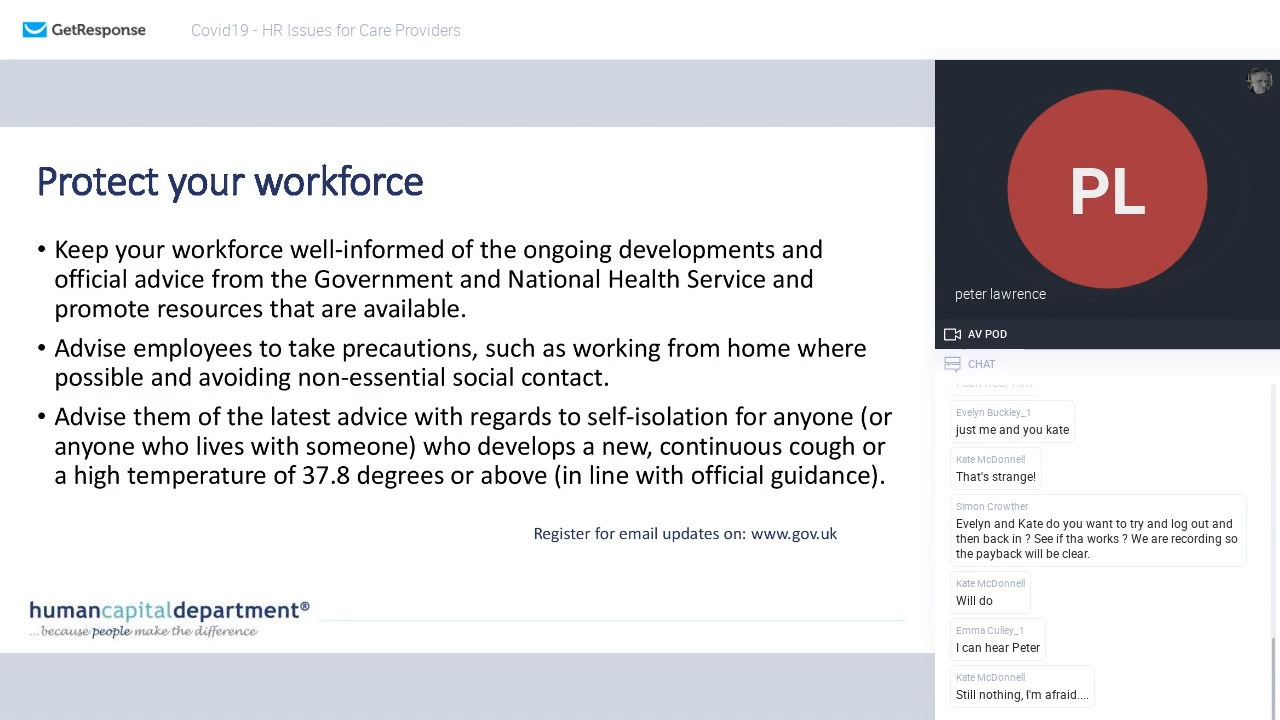 GetResponse
Covid19 - HR Issues for Care Providers
Protect your workforce
• Keep your workforce well-informed of the ongoing developments and
official advice from the Government and National Health Service and
promote resources that are available.
• Advise employees to take precautions, such as working from home where
possible and avoiding non-essential social contact.
• Advise them of the latest advice with regards to self-isolation for anyone (or
anyone who lives with someone) who develops a new, continuous cough or
a high temperature of 37.8 degrees or above (in line with official guidance).
Register for email updates on: www.gov.uk
humancapitaldepartment®
...because people make the difference
PL
peter lawrence
AV POD
CHAT
Evelyn Buckley_1
just me and you kate
Kate McDonnell
That's strange!
Simon Crowther
Evelyn and Kate do you want to try and log out and
then back in ? See if tha works ? We are recording so
the payback will be clear.
Kate McDonnell
Will do
Emma Culley_1
I can hear Peter
Kate McDonnell
Still nothing, I'm afraid....